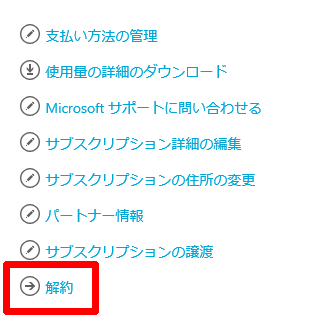 支払い方法の管理
使用量の詳細のダウンロード
Microsoft サポートに問い合わせる
サブスクリプション詳細の編集
サブスクリプションの住所の変更
パートナー情報
サブスクリプションの譲渡
解約